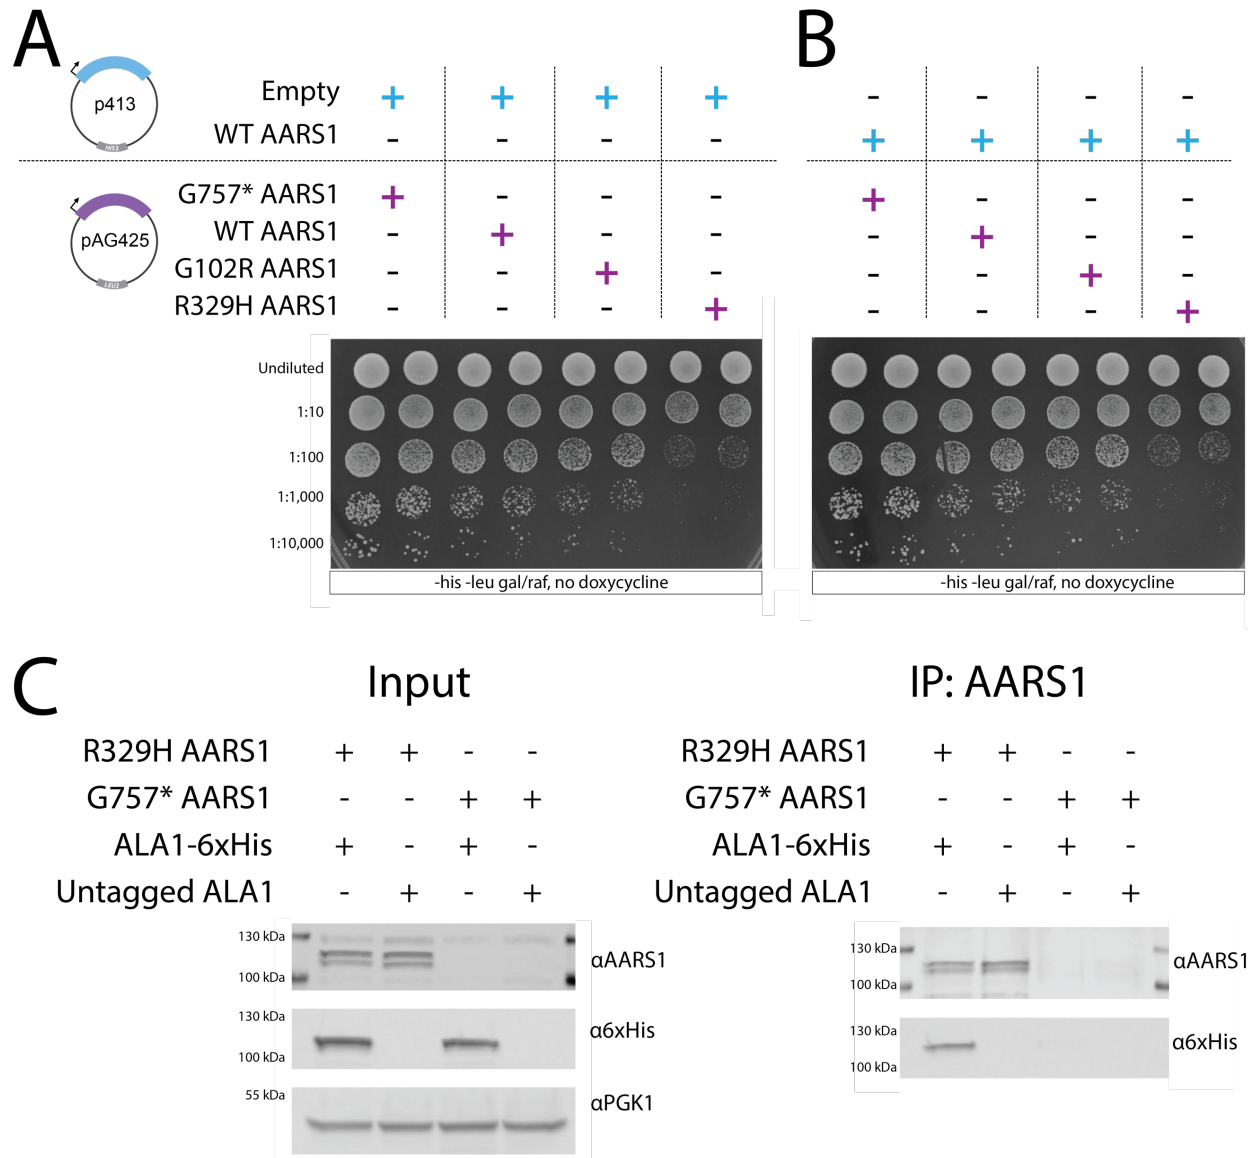 A
B
p413
HIS3
Empty + + + + - - - -
WT AARS1 - - - - + + + +
pAG425
LEU2
G757* AARS1 + - - - + - - -
WT AARS1 - + - - - + - -
G102R AARS1 - - + - - - + -
R329H AARS1 - - - + - - - +
Undiluted
1:10
1:100
1:1,000
1:10,000
-his -leu gal/raf, no doxycycline
-his -leu gal/raf, no doxycycline
C
Input
R329H AARS1 + + - -
G757* AARS1 - - + +
ALA1-6xHis + - + -
Untagged ALA1 - + - +
130 kDa
αAARS1
100 kDa
130 kDa
α6xHis
100 kDa
55 kDa
αPGK1
IP: AARS1
R329H AARS1 + + - -
G757* AARS1 - - + +
ALA1-6xHis + - + -
Untagged ALA1 - + - +
130 kDa
αAARS1
100 kDa
130 kDa
α6xHis
100 kDa